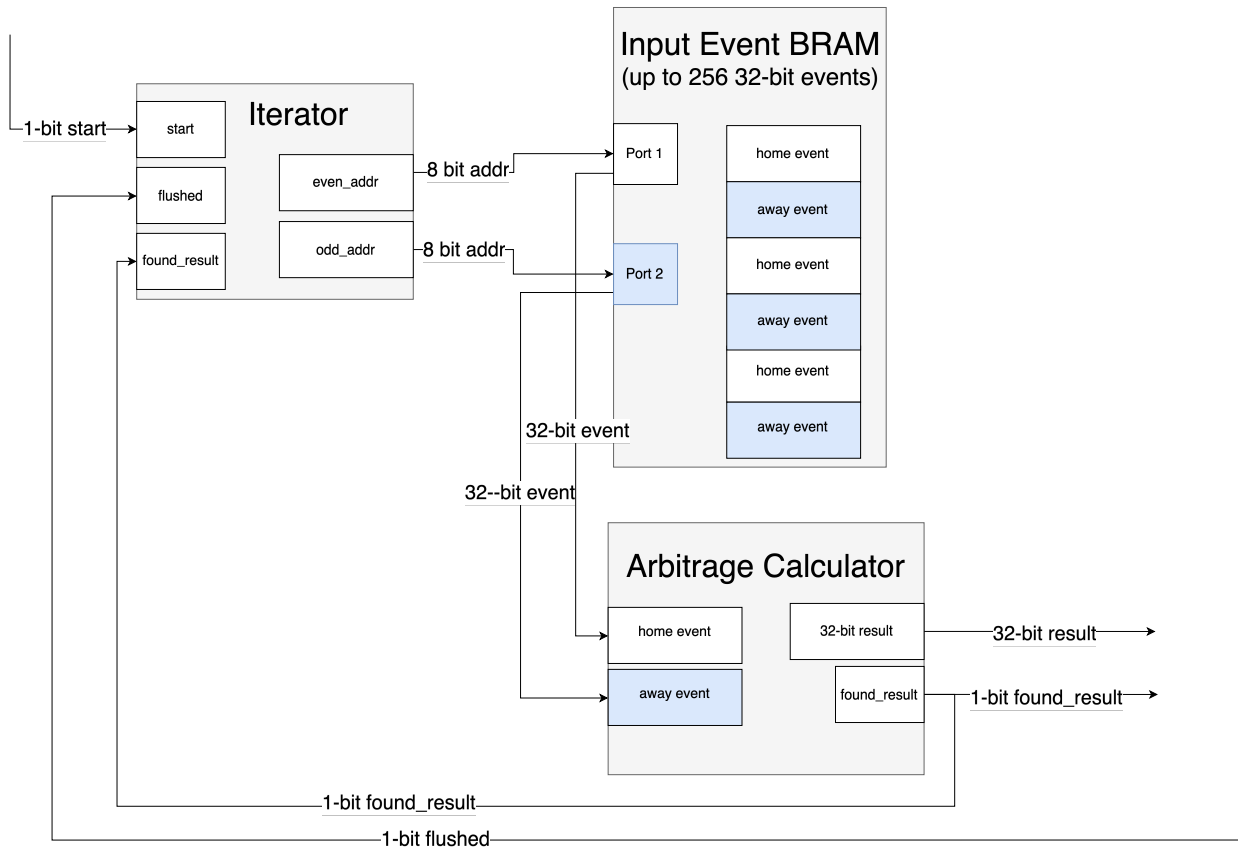 Input Event BRAM
(up to 256 32-bit events)
Iterator
1-bit start
start
flushed
found_result
even_addr
odd_addr
8 bit addr
8 bit addr
Port 1
Port 2
home event
away event
home event
away event
home event
away event
32-bit event
32--bit event
Arbitrage Calculator
home event
away event
32-bit result
found_result
32-bit result
1-bit found_result
1-bit found_result
1-bit flushed